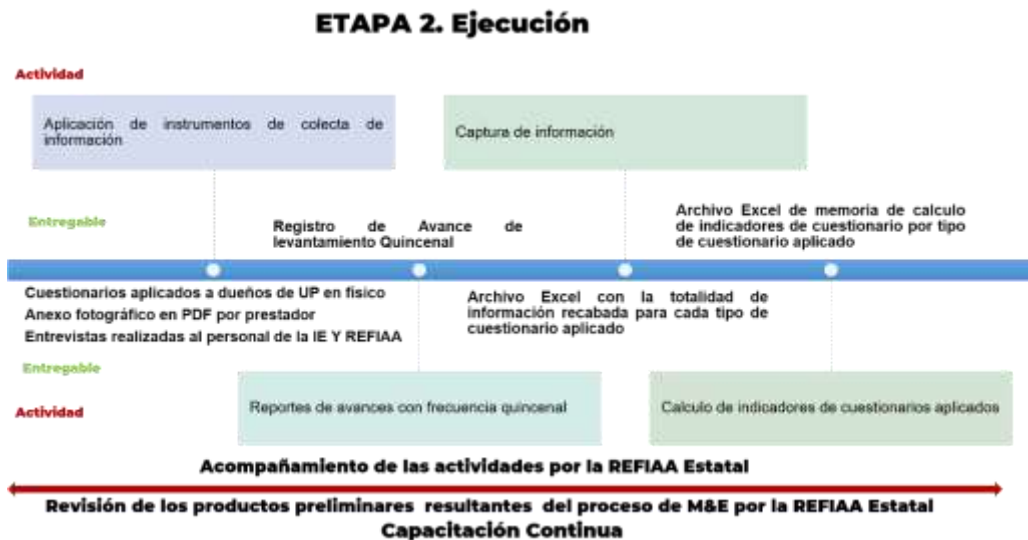 ETAPA 2. Ejecución
Actividad
Aplicación de instrumentos de colecta de
información
Captura de información
Entregable
Registro de Avance de
levantamiento Quincenal
Archivo Excel de memoria de calculo
de indicadores de cuestionario por tipo
de cuestionario aplicado
Cuestionarios aplicados a dueños de UP en físico
Anexo fotográfico en PDF por prestador
Entrevistas realizadas al personal de la IE Y REFIAA
Archivo Excel con la totalidad de
información recabada para cada tipo de
cuestionario aplicado
Entregable
Actividad
Reportes de avances con frecuencia quincenal
Calculo de indicadores de cuestionarios aplicados
Acompañamiento de las actividades por la REFIAA Estatal
Revisión de los productos preliminares resultantes del proceso de M&E por la REFIAA Estatal
Capacitación Continua